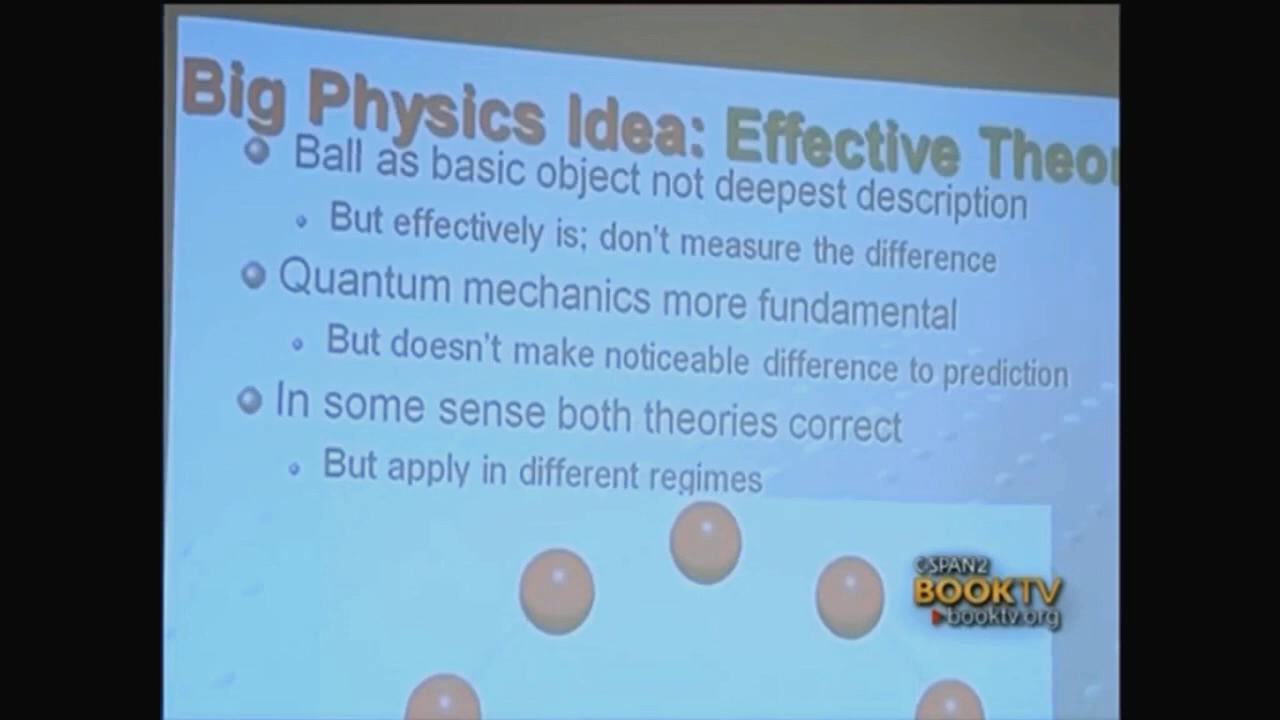 Big Physics Idea: Effective Theor
Ball as basic object not deepest description
But effectively is; don't measure the difference
Quantum mechanics more fundamental
But doesn't make noticeable difference to prediction
In some sense both theories correct
But apply in different regimes
C-SPAN2
BOOKTV
booktv.org